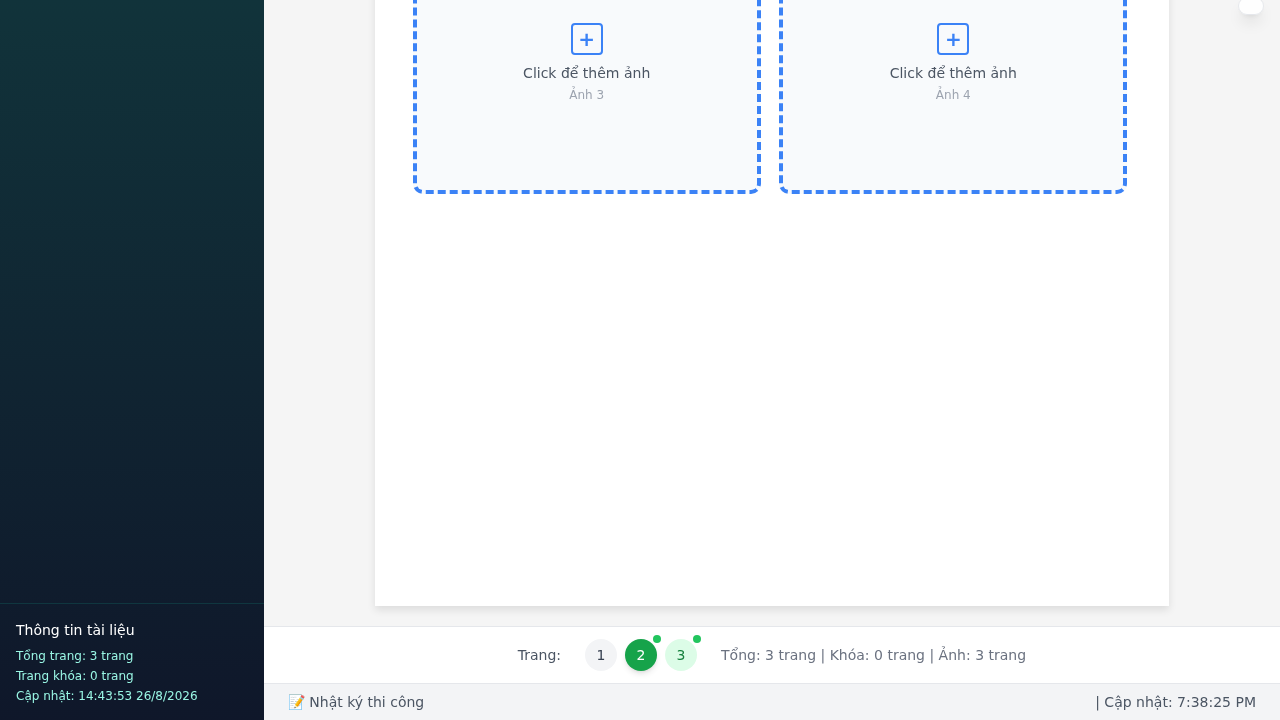 +
Click để thêm ảnh
Ảnh 3
+
Click để thêm ảnh
Ảnh 4
Thông tin tài liệu
Tổng trang: 3 trang
Trang khóa: 0 trang
Cập nhật: 14:43:53 26/8/2026
Trang: 1 2 3 Tổng: 3 trang | Khóa: 0 trang | Ảnh: 3 trang
📝 Nhật ký thi công | Cập nhật: 7:38:25 PM